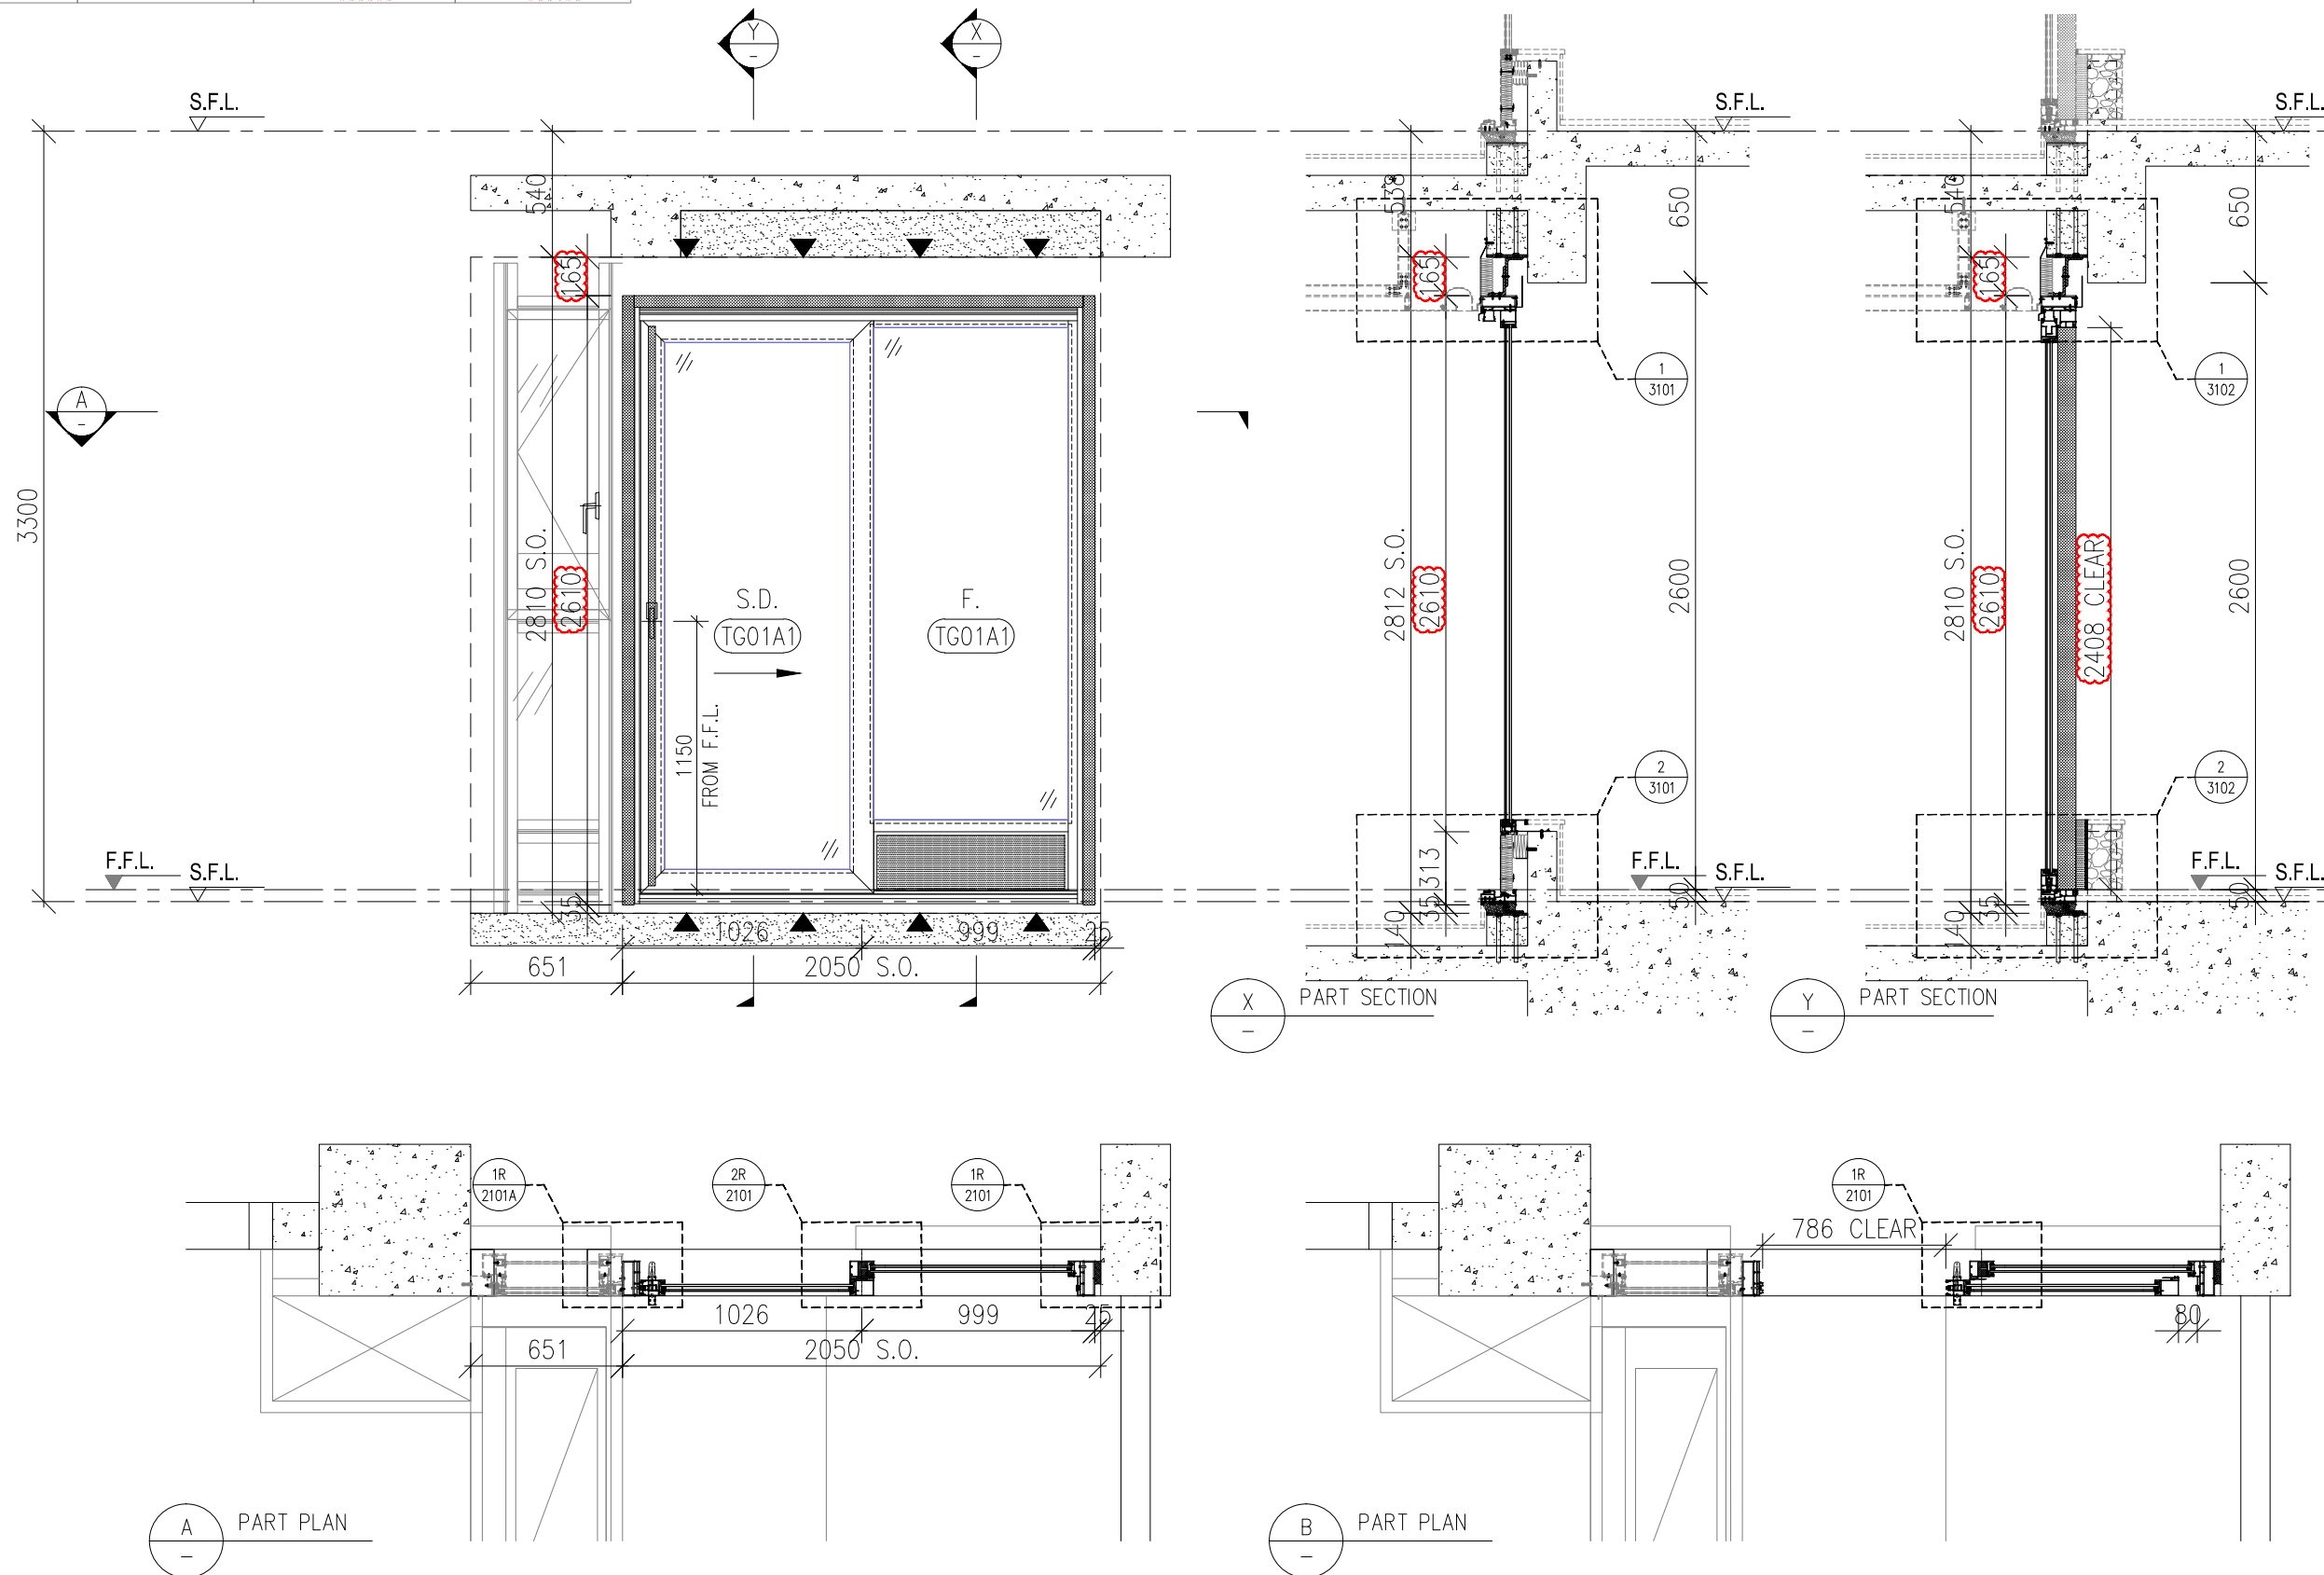 Y
-
X
-
S.F.L.
S.F.L.
S.F.L.
540
538
540
650
650
165
165
165
1
3101
1
3102
A
-
3300
2810 S.O.
2610
S.D.
TG01A1
F.
TG01A1
1150
FROM F.F.L.
2812 S.O.
2610
2600
2810 S.O.
2610
2408 CLEAR
2600
2
3101
2
3102
F.F.L.
S.F.L.
F.F.L.
S.F.L.
F.F.L.
S.F.L.
313
35
35
35
50
50
140
140
1026
999
25
651
2050 S.O.
X
-
PART SECTION
Y
-
PART SECTION
1R
2101A
2R
2101
1R
2101
1R
2101
786 CLEAR
1026
999
25
80
651
2050 S.O.
A
-
PART PLAN
B
-
PART PLAN